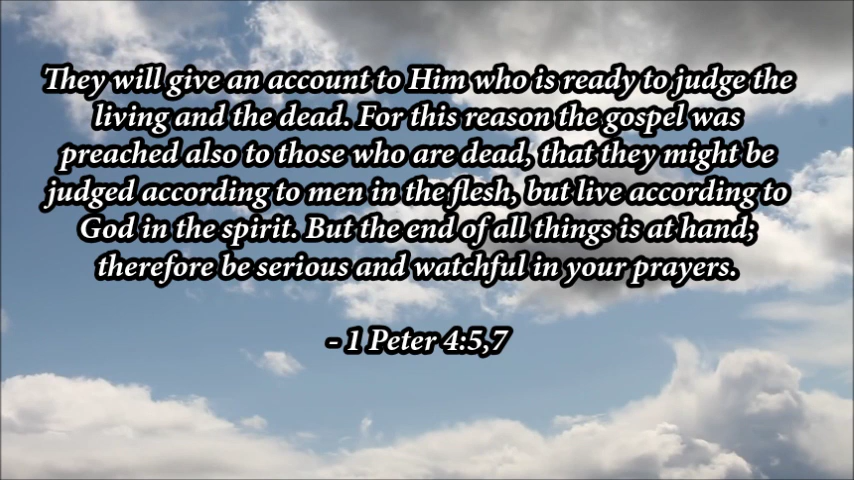 They will give an account to Him who is ready to judge the
living and the dead. For this reason the gospel was
preached also to those who are dead, that they might be
judged according to men in the flesh, but live according to
God in the spirit. But the end of all things is at hand;
therefore be serious and watchful in your prayers.
- 1 Peter 4:5,7